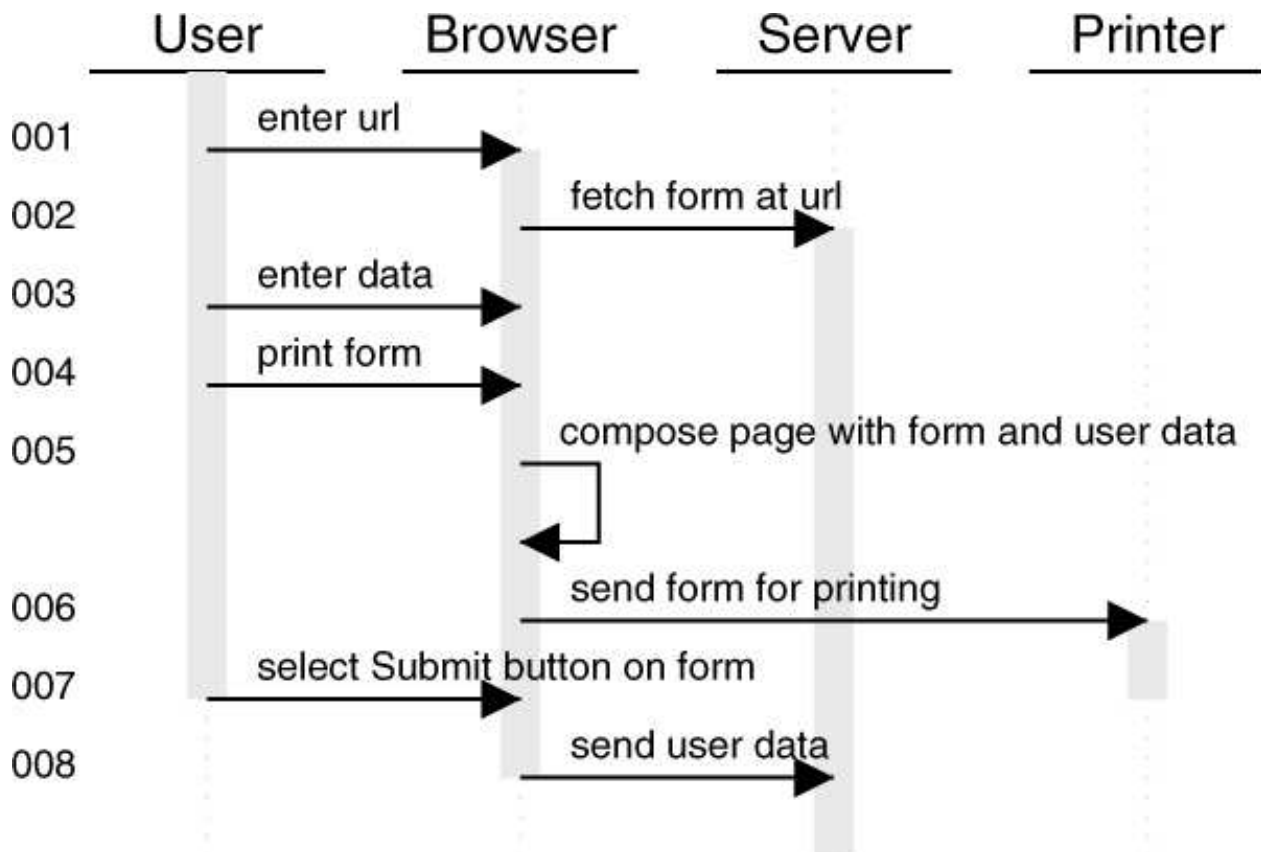 User Browser Server Printer
001 enter url
002 fetch form at url
003 enter data
004 print form
005 compose page with form and user data
006 send form for printing
007 select Submit button on form
008 send user data